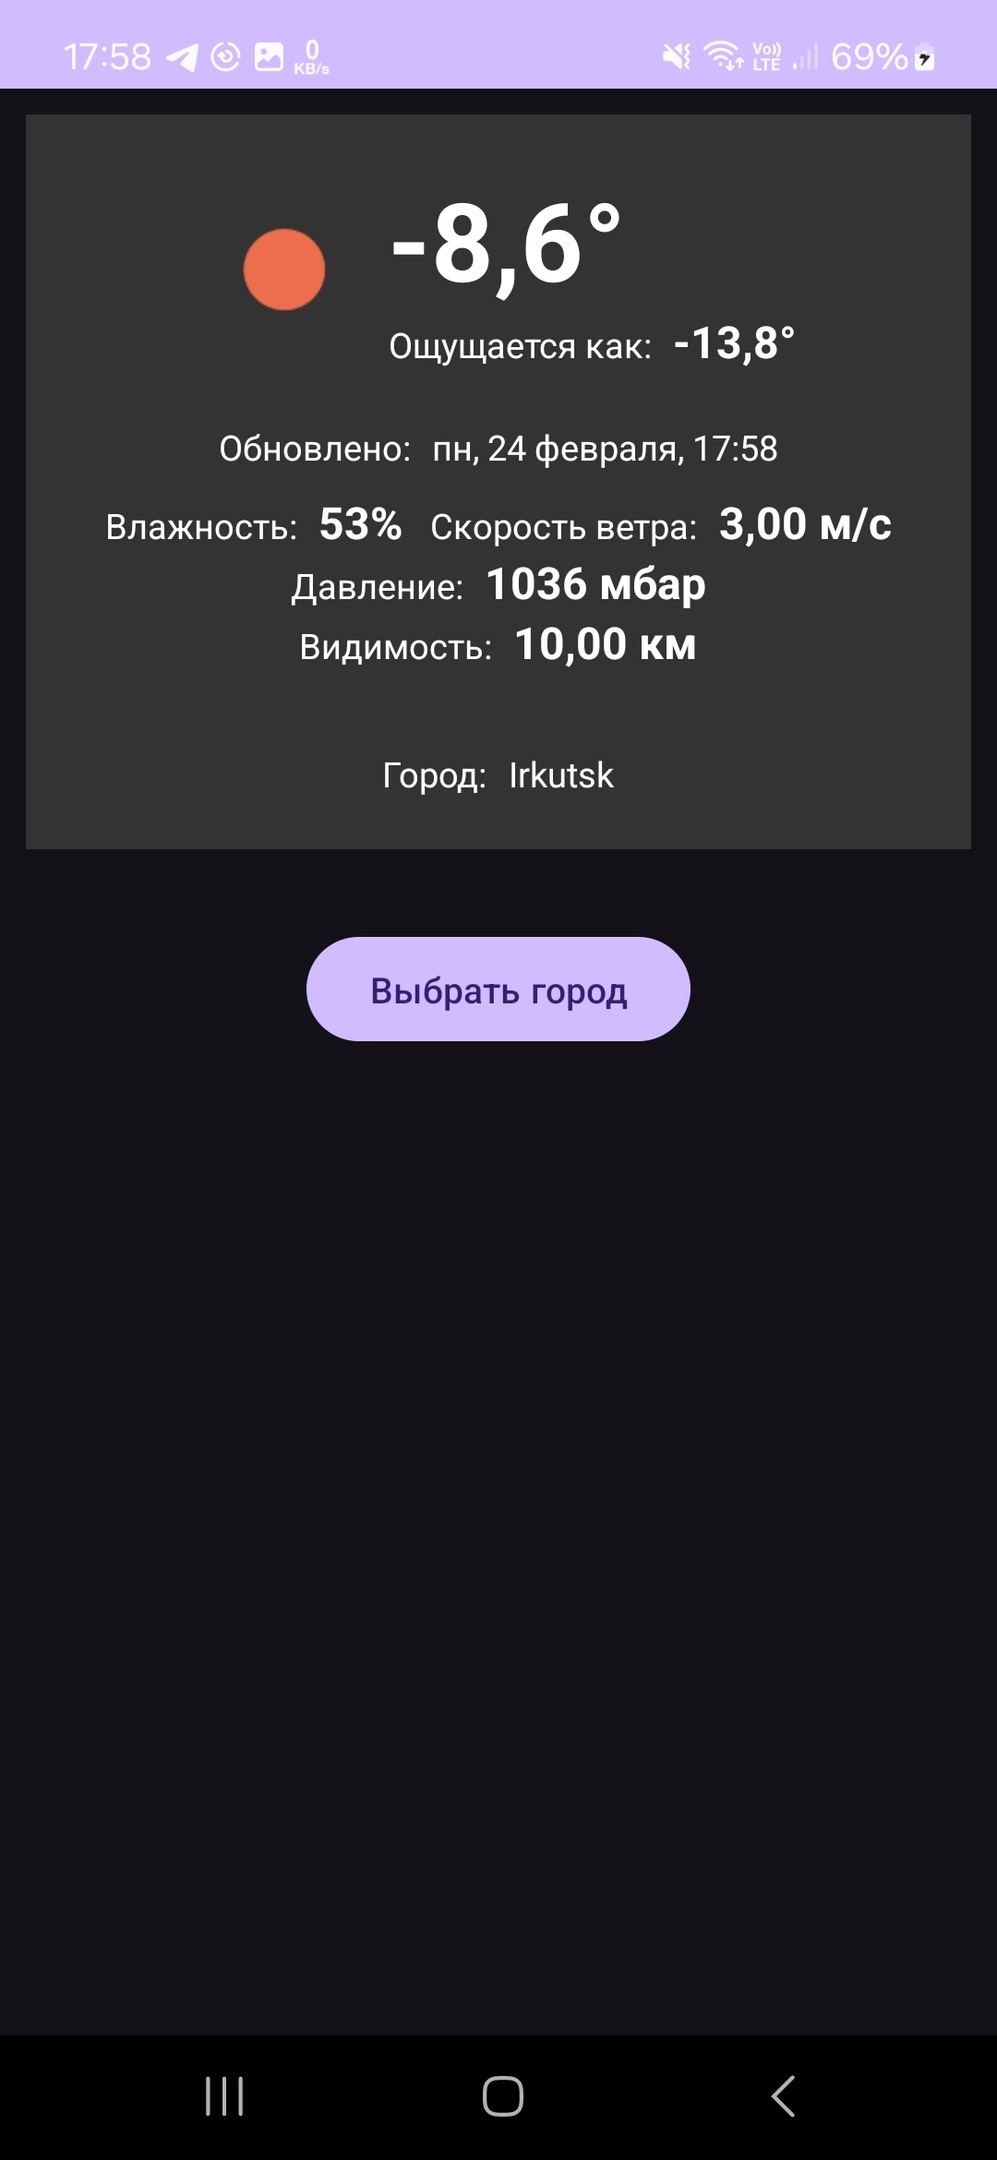 17:58 0 KB/s Vo)) LTE 69%
-8,6°
Ощущается как: -13,8°
Обновлено: пн, 24 февраля, 17:58
Влажность: 53% Скорость ветра: 3,00 м/с
Давление: 1036 мбар
Видимость: 10,00 км
Город: Irkutsk
Выбрать город